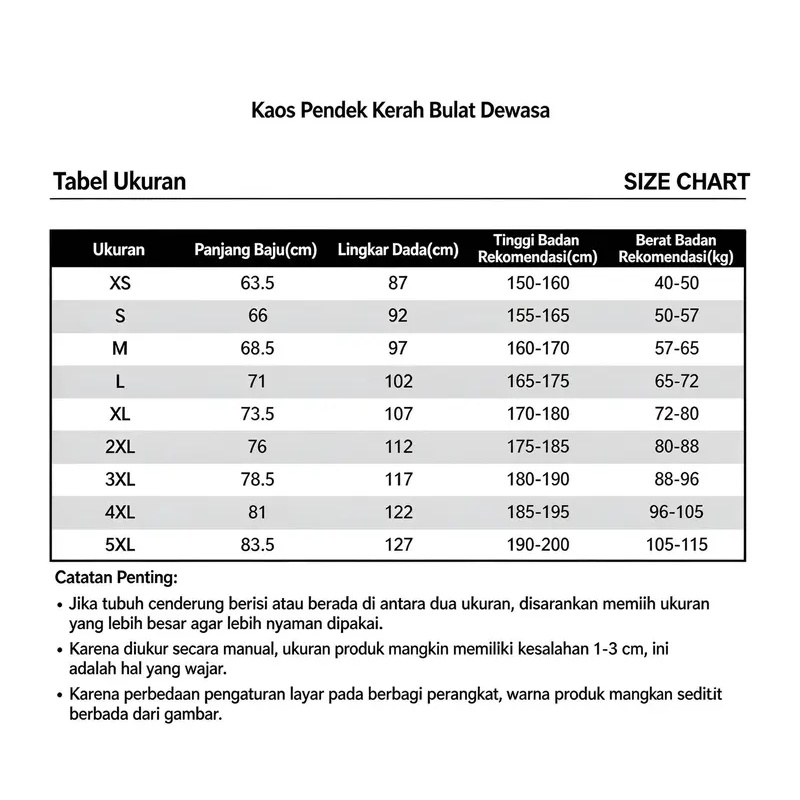 Kaos Pendek Kerah Bulat Dewasa
Tabel Ukuran SIZE CHART
Ukuran Panjang Baju(cm) Lingkar Dada(cm) Tinggi Badan Rekomendasi(cm) Berat Badan Rekomendasi(kg)
XS 63.5 87 150-160 40-50
S 66 92 155-165 50-57
M 68.5 97 160-170 57-65
L 71 102 165-175 65-72
XL 73.5 107 170-180 72-80
2XL 76 112 175-185 80-88
3XL 78.5 117 180-190 88-96
4XL 81 122 185-195 96-105
5XL 83.5 127 190-200 105-115
Catatan Penting:
• Jika tubuh cenderung berisi atau berada di antara dua ukuran, disarankan memiih ukuran
yang lebih besar agar lebih nyaman dipakai.
• Karena diukur secara manual, ukuran produk mangkin memiliki kesalahan 1-3 cm, ini
adalah hal yang wajar.
• Karena perbedaan pengaturan layar pada berbagi perangkat, warna produk mangkan seditit
berbada dari gambar.